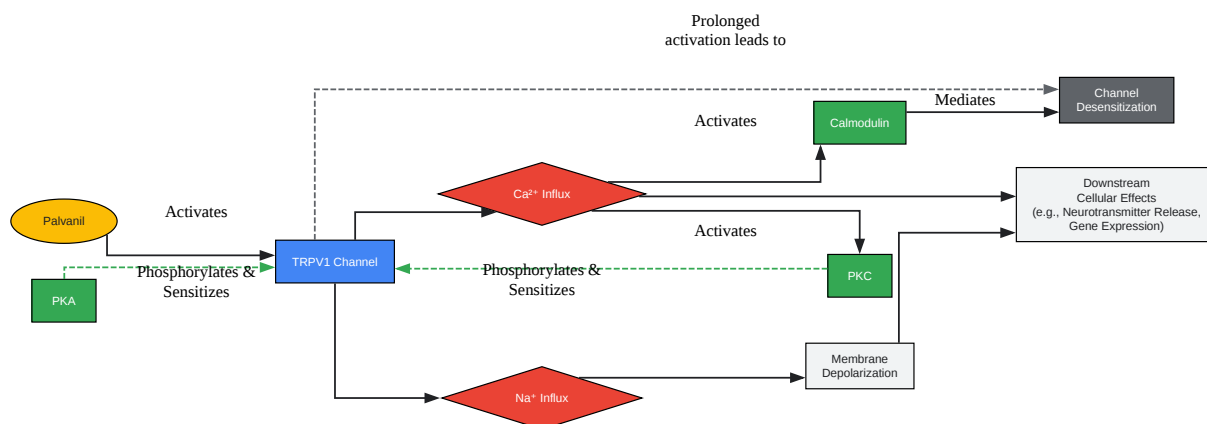 Prolonged
activation leads to
Channel
Desensitization
Mediates
Calmodulin
Activates
Ca²⁺ Influx
Downstream
Cellular Effects
(e.g., Neurotransmitter Release,
Gene Expression)
Palvanil
Activates
Activates
TRPV1 Channel
Phosphorylates &
Sensitizes
Phosphorylates &
Sensitizes
PKC
PKA
Membrane
Depolarization
Na⁺ Influx